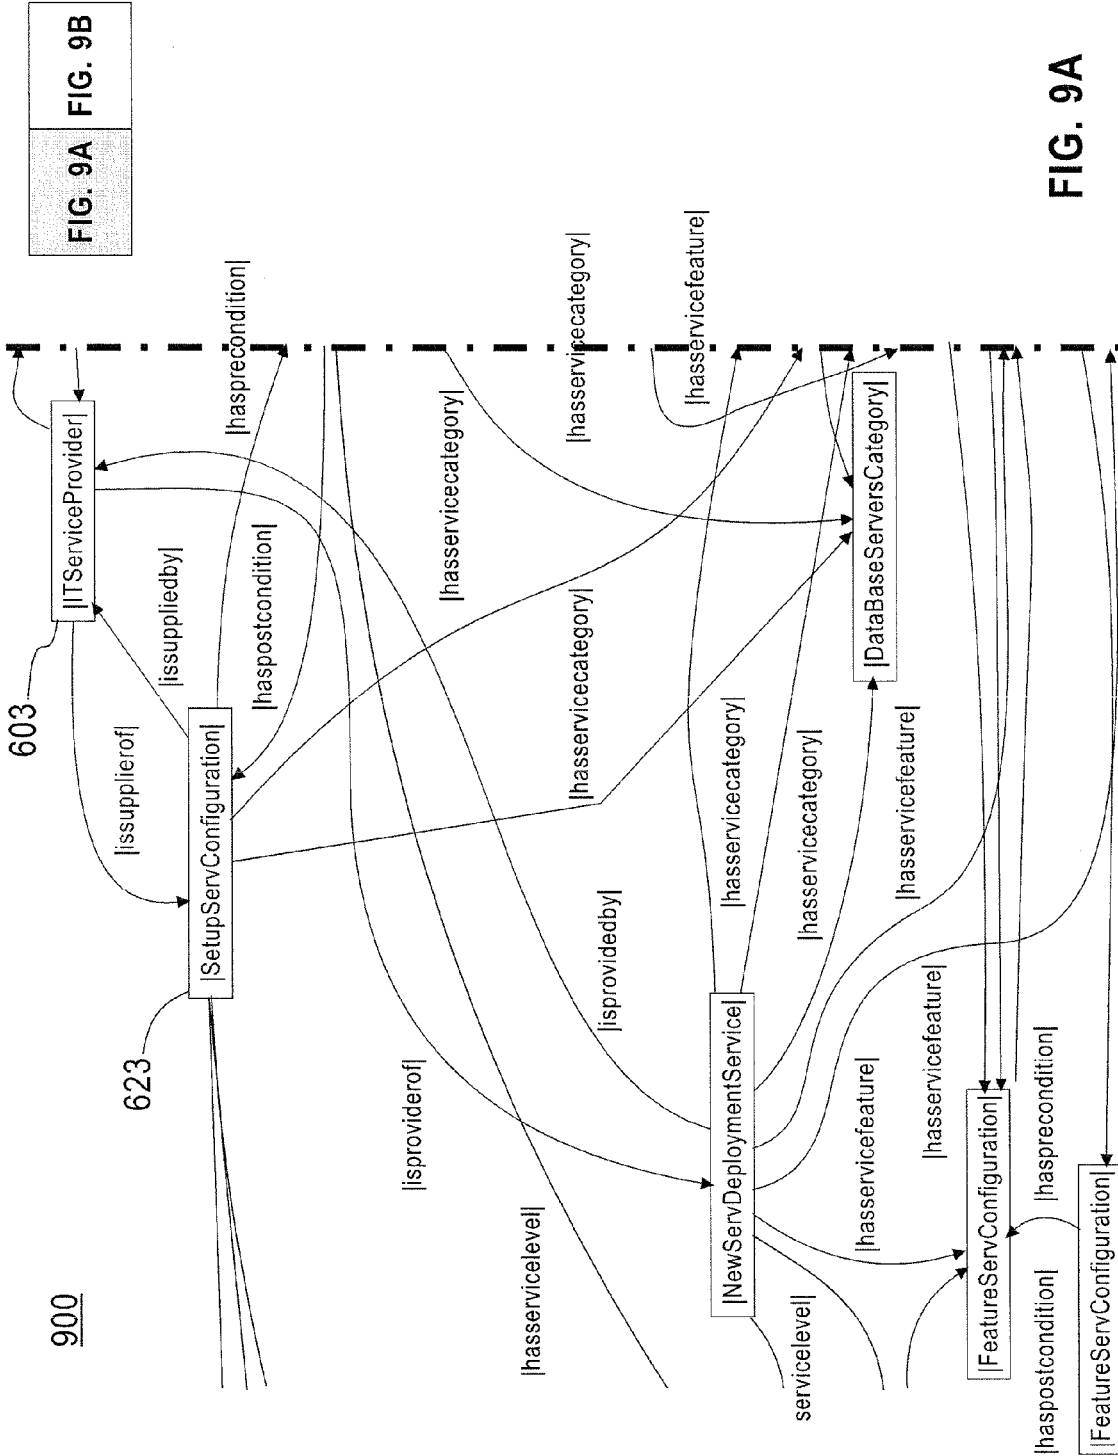 900
603
623
FIG. 9A
FIG. 9B
|ITServiceProvider|
|issupplierof|
|issuppliedby|
|SetupServConfiguration|
|hasprecondition|
|haspostcondition|
|hasservicecategory|
|hasservicecategory|
|hasservicecategory|
|isproviderof|
|isprovidedby|
|hasservicelevel|
|hasservicefeature|
|NewServDeploymentService|
|hasservicecategory|
|hasservicecategory|
|DataBaseServersCategory|
servicelevel|
|hasservicefeature|
|hasservicefeature|
|hasservicefeature|
|FeatureServConfiguration|
|haspostcondition|
|hasprecondition|
|FeatureServConfiguration|
FIG. 9A